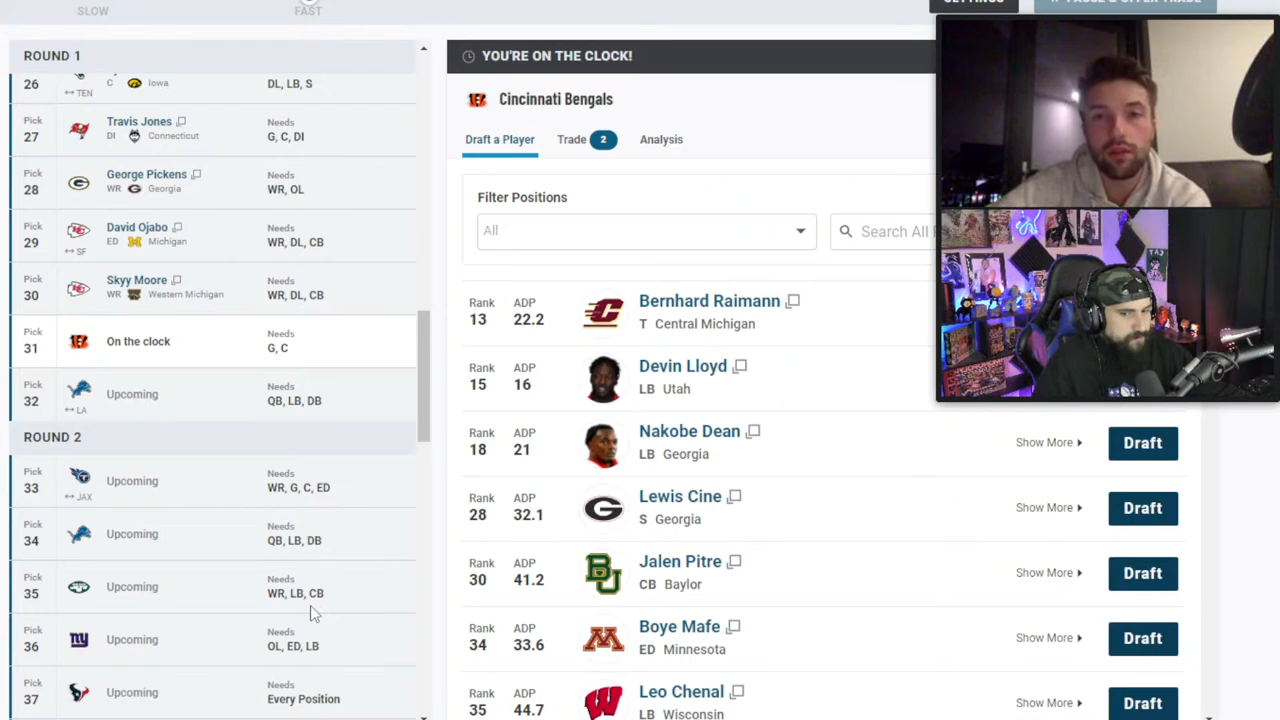 SLOW
FAST
SETTINGS
ROUND 1
26
C Iowa
↔ TEN
DL, LB, S
Pick
27
Travis Jones
DI Connecticut
Needs
G, C, DI
Pick
28
George Pickens
WR Georgia
Needs
WR, OL
Pick
29
↔ SF
David Ojabo
ED Michigan
Needs
WR, DL, CB
Pick
30
Skyy Moore
WR Western Michigan
Needs
WR, DL, CB
Pick
31
On the clock
Needs
G, C
Pick
32
↔ LA
Upcoming
Needs
QB, LB, DB
ROUND 2
Pick
33
↔ JAX
Upcoming
Needs
WR, G, C, ED
Pick
34
Upcoming
Needs
QB, LB, DB
Pick
35
Upcoming
Needs
WR, LB, CB
Pick
36
Upcoming
Needs
OL, ED, LB
Pick
37
Upcoming
Needs
Every Position
YOU'RE ON THE CLOCK!
Cincinnati Bengals
Draft a Player Trade 2 Analysis
Filter Positions
All
Search All
Rank ADP
13 22.2
Bernhard Raimann
T Central Michigan
Rank ADP
15 16
Devin Lloyd
LB Utah
Rank ADP
18 21
Nakobe Dean
LB Georgia
Show More Draft
Rank ADP
28 32.1
Lewis Cine
S Georgia
Show More Draft
Rank ADP
30 41.2
Jalen Pitre
CB Baylor
Show More Draft
Rank ADP
34 33.6
Boye Mafe
ED Minnesota
Show More Draft
Rank ADP
35 44.7
Leo Chenal
LB Wisconsin
Show More Draft